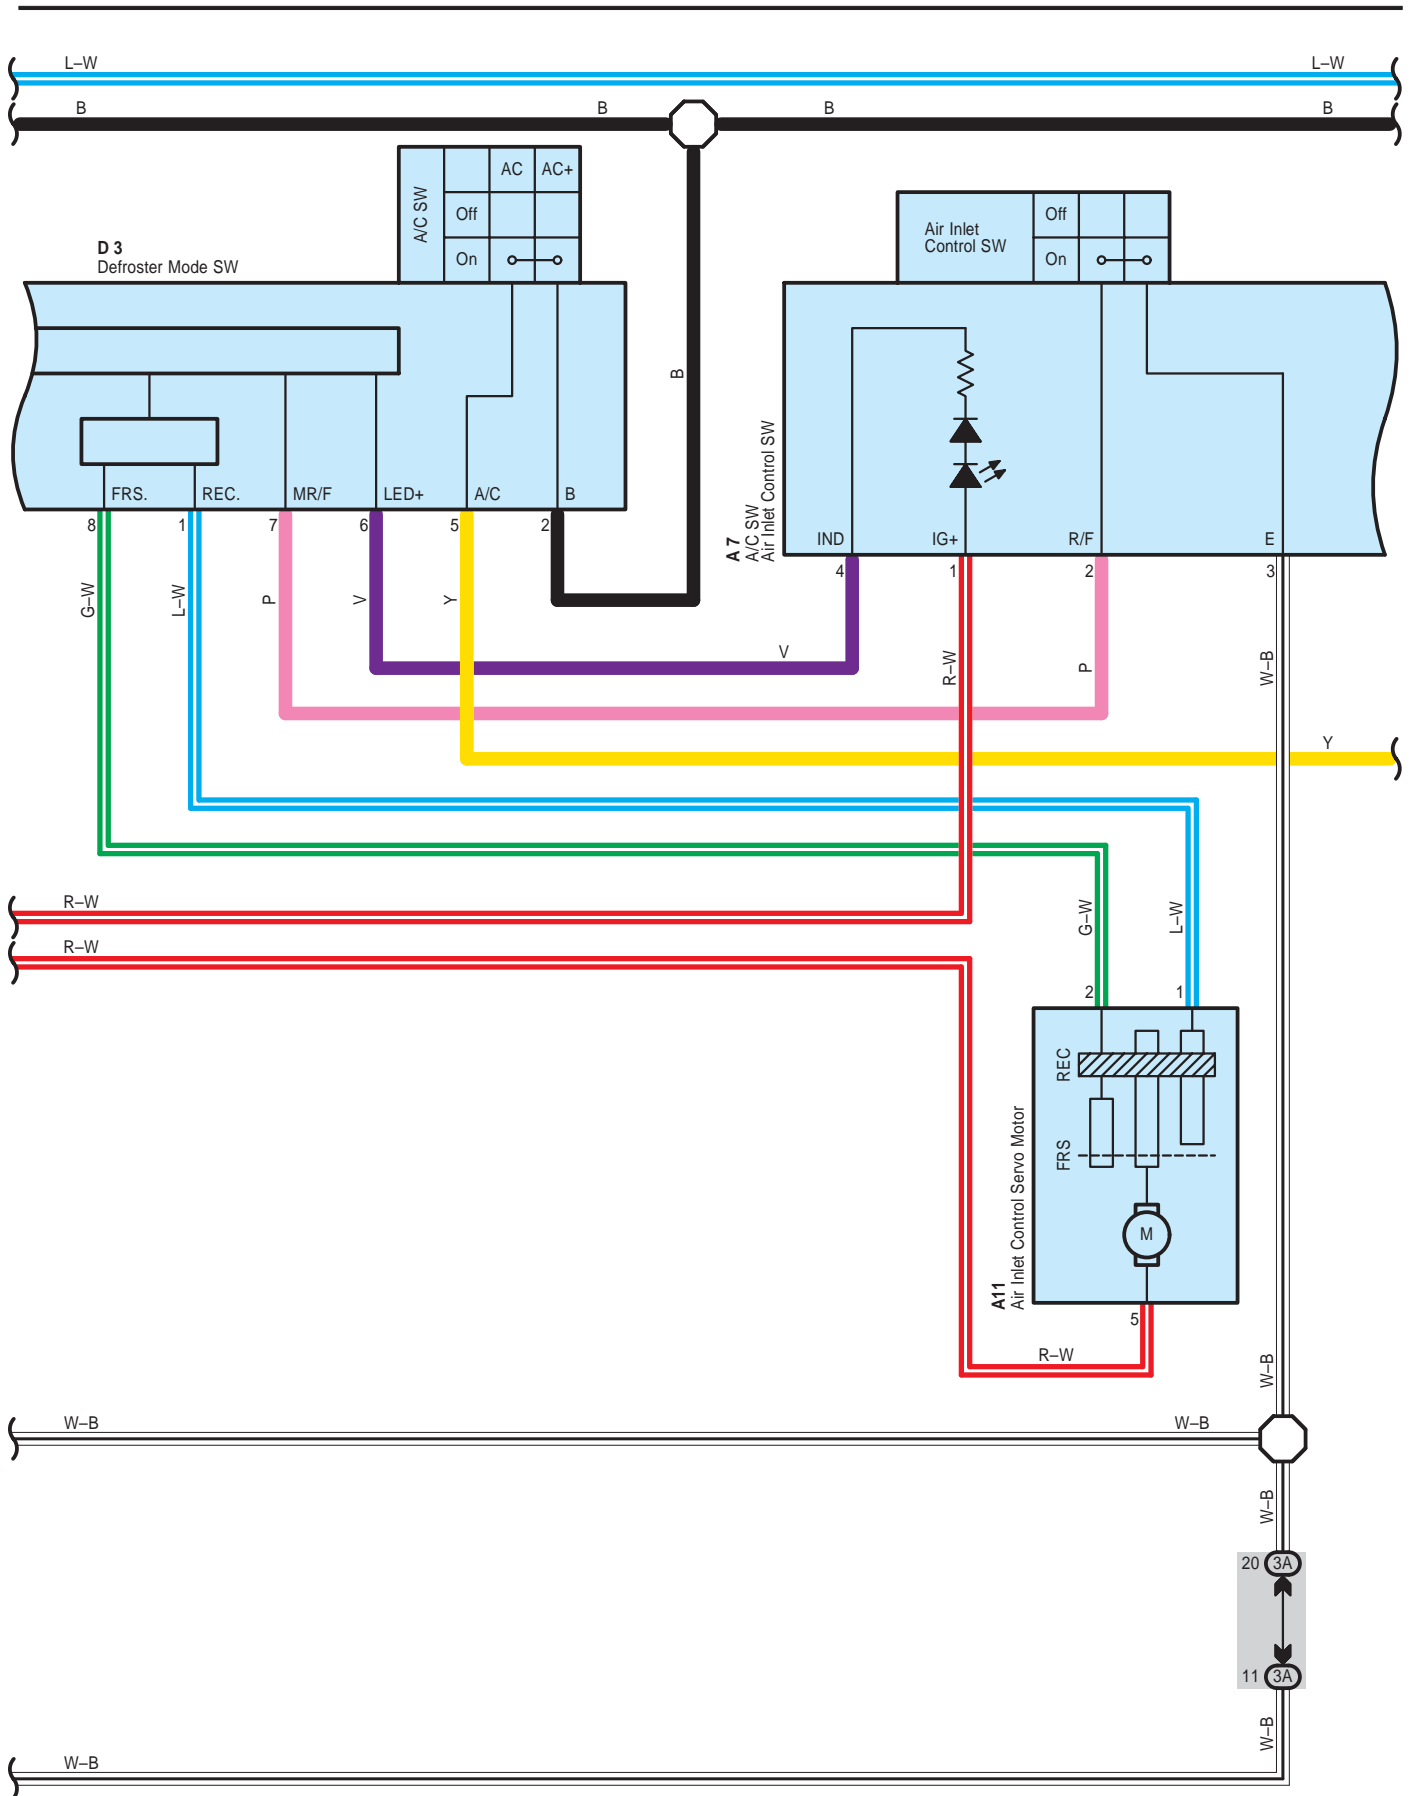 L–W
L–W
B
B
B
B
A/C SW
AC
AC+
Off
On
Air Inlet
Control SW
Off
On
D 3
Defroster Mode SW
B
FRS.
REC.
MR/F
LED+
A/C
B
8
1
7
6
5
2
A 7
A/C SW
Air Inlet Control SW
IND
IG+
R/F
E
4
1
2
3
G–W
L–W
P
V
Y
V
R–W
P
W–B
Y
R–W
R–W
G–W
L–W
2
1
REC
FRS
M
A11
Air Inlet Control Servo Motor
5
R–W
W–B
W–B
W–B
W–B
20
3A
11
3A
W–B
W–B